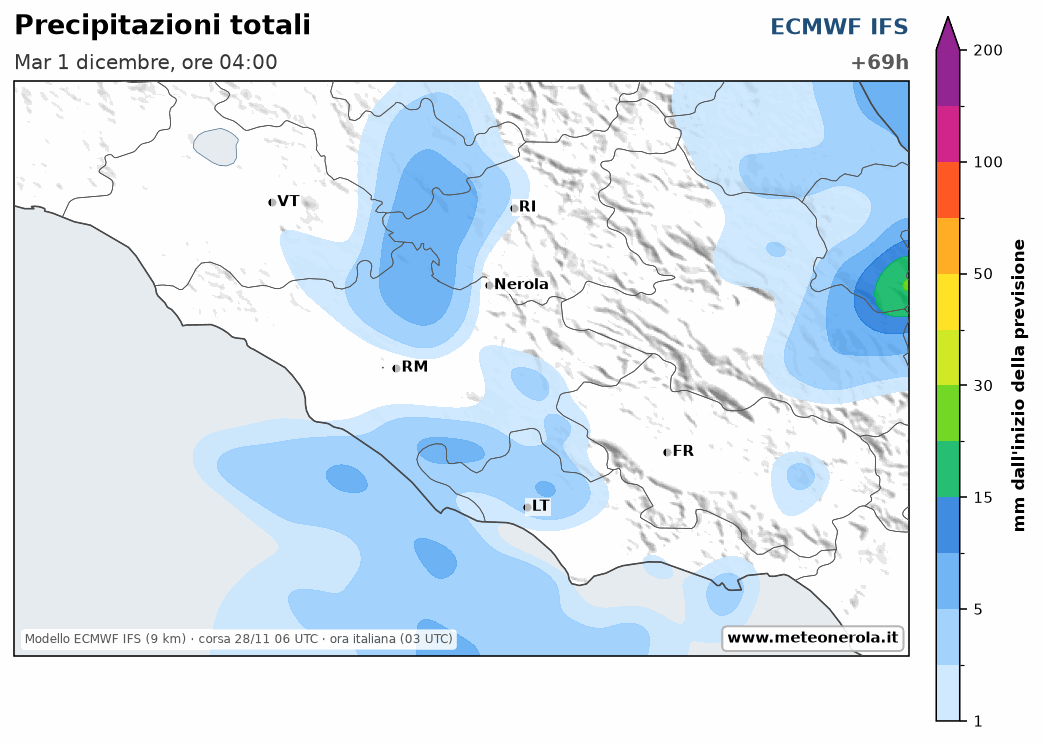 Precipitazioni totali
ECMWF IFS
Mar 1 dicembre, ore 04:00
+69h
VT
RI
Nerola
RM
FR
LT
Modello ECMWF IFS (9 km) · corsa 28/11 06 UTC · ora italiana (03 UTC)
www.meteonerola.it
200
100
50
30
15
5
1
mm dall'inizio della previsione